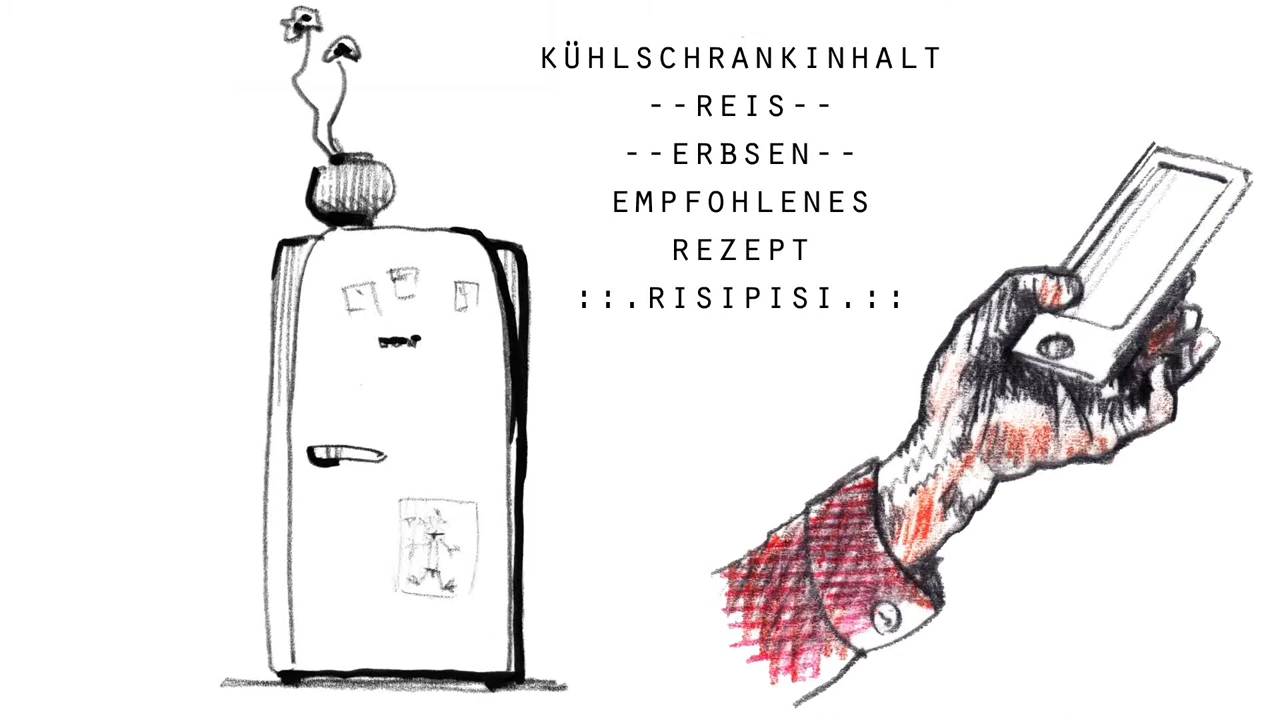 KÜHLSCHRANKINHALT
--REIS--
--ERBSEN--
EMPFOHLENES
REZEPT
::.RISIPISI.::